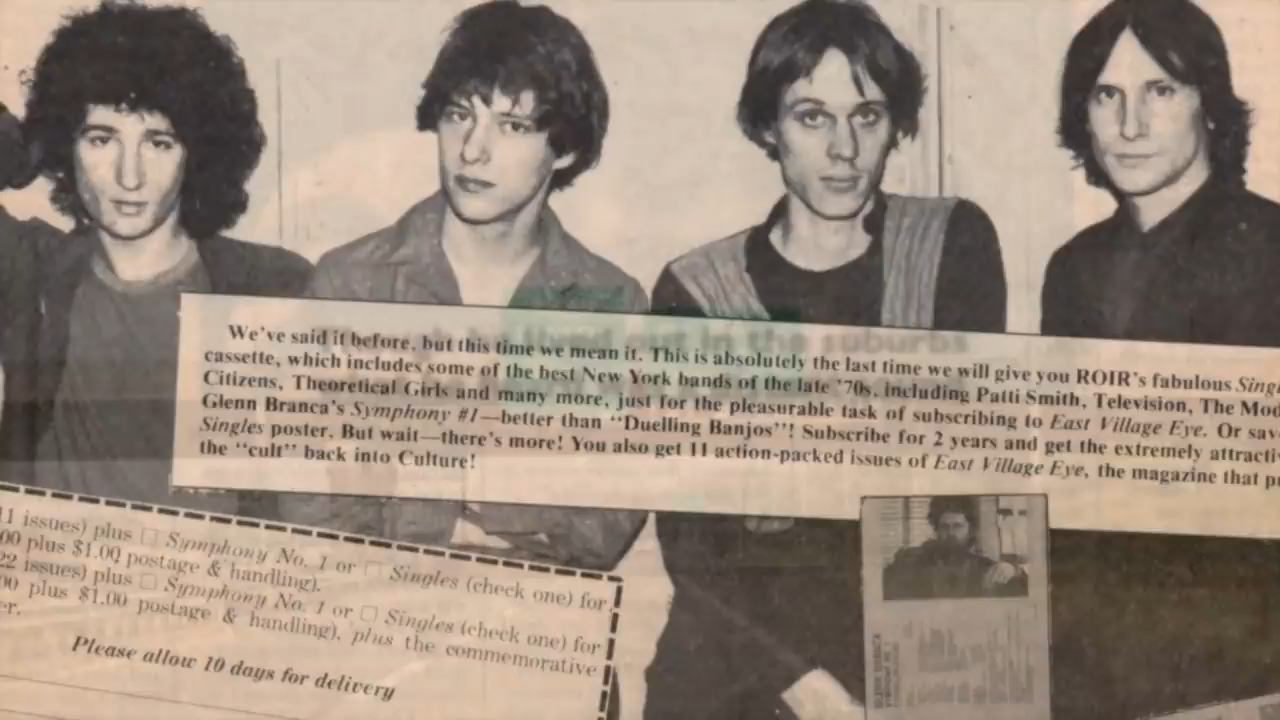 We've said it before, but this time we mean it. This is absolutely the last time we will give you ROIR's fabulous Sing
cassette, which includes some of the best New York bands of the late '70s, including Patti Smith, Television, The Mod
Citizens, Theoretical Girls and many more, just for the pleasurable task of subscribing to East Village Eye. Or sav
Glenn Branca's Symphony #1—better than "Duelling Banjos"! Subscribe for 2 years and get the extremely attracti
Singles poster. But wait—there's more! You also get 11 action-packed issues of East Village Eye, the magazine that p
the "cult" back into Culture!
11 issues) plus □ Symphony No. 1 or □ Singles (check one) for
00 plus $1.00 postage & handling).
22 issues) plus □ Symphony No. 1 or □ Singles (check one) for
00 plus $1.00 postage & handling), plus the commemorative
er.
Please allow 10 days for delivery